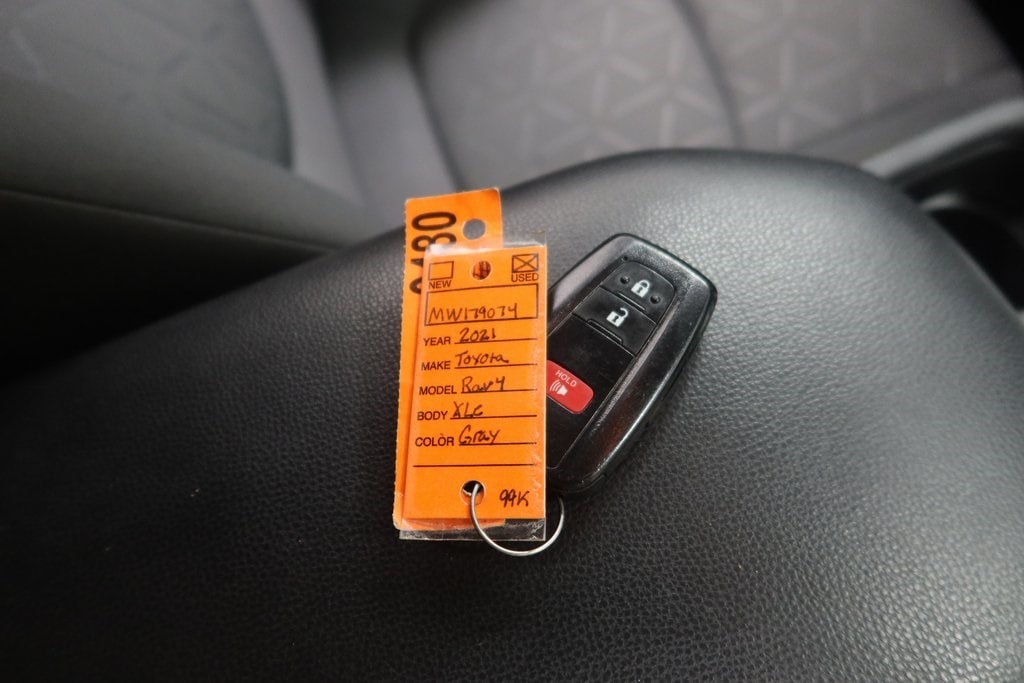 NEW USED
MW179074
YEAR 2021
MAKE Toyota
MODEL Rav4
BODY XLE
COLOR Gray
99K
HOLD